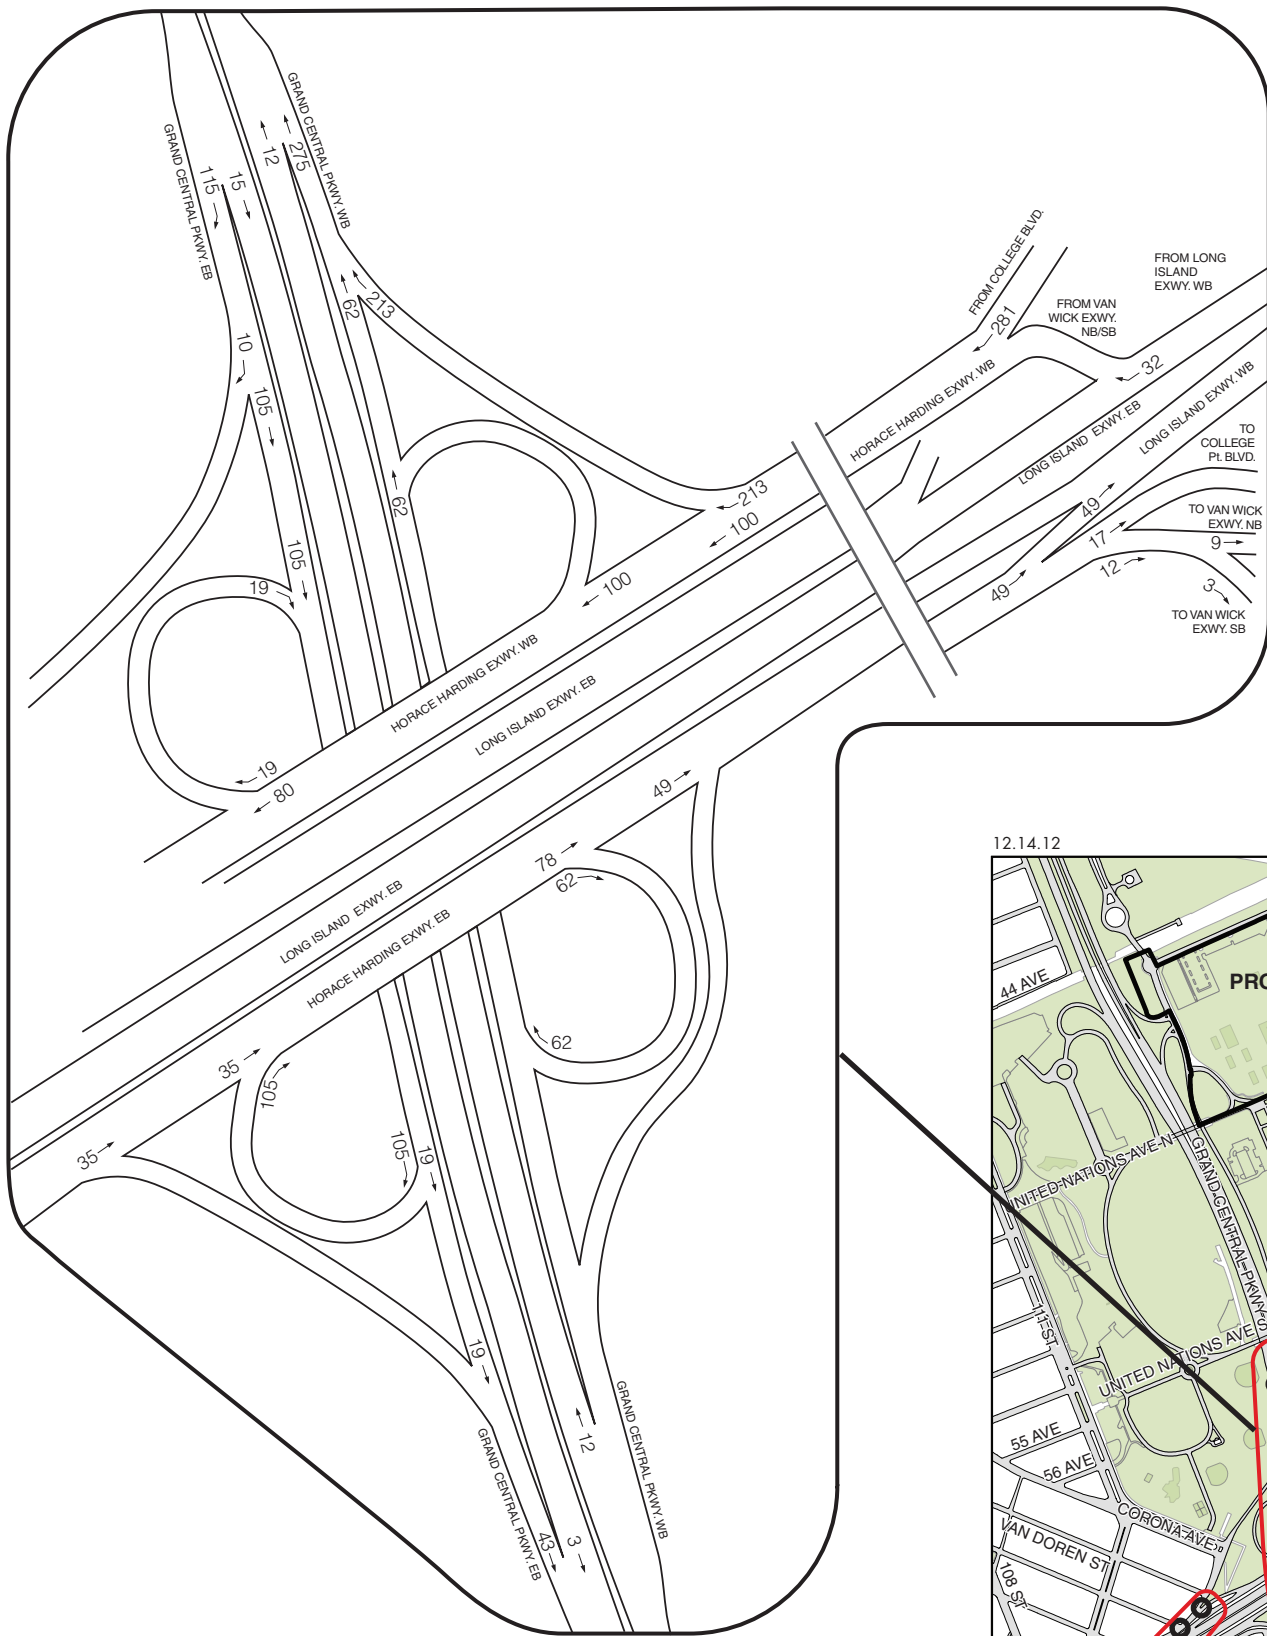 GRAND CENTRAL PKWY. WB
GRAND CENTRAL PKWY. EB
12
275
115
15
FROM COLLEGE BLVD.
FROM LONG
ISLAND
EXWY. WB
FROM VAN
WICK EXWY.
NB/SB
62
213
281
10
105
32
HORACE HARDING EXWY. WB
LONG ISLAND EXWY. EB
LONG ISLAND EXWY. WB
TO
COLLEGE
Pt. BLVD.
62
213
100
49
TO VAN WICK
EXWY. NB
17
9
105
19
100
49
12
3
TO VAN WICK
EXWY. SB
HORACE HARDING EXWY. WB
LONG ISLAND EXWY. EB
19
80
49
78
62
LONG ISLAND EXWY. EB
HORACE HARDING EXWY. EB
12.14.12
44 AVE
PRO
35
105
62
35
105
19
UNITED NATIONS AVE N
GRAND CENTRAL PKWY S
111 ST
UNITED NATIONS AVE S
19
12
GRAND CENTRAL PKWY. EB
GRAND CENTRAL PKWY. WB
43
3
55 AVE
56 AVE
CORONA AVE
VAN DOREN ST
108 ST